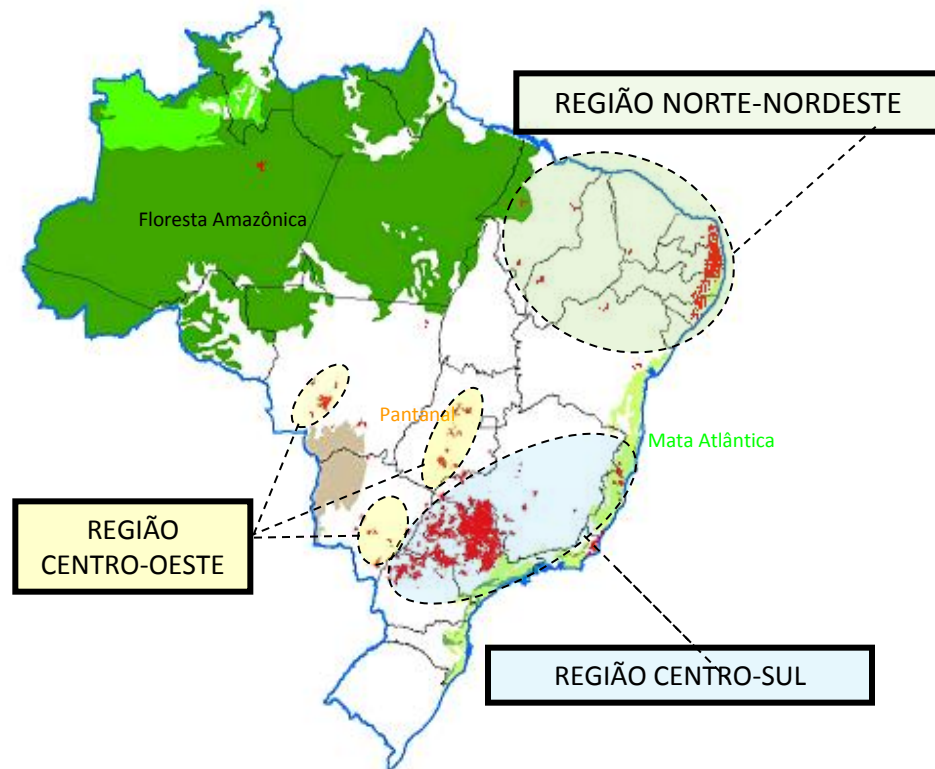 REGIÃO NORTE-NORDESTE
Floresta Amazônica
Pantanal
Mata Atlântica
REGIÃO
CENTRO-OESTE
REGIÃO CENTRO-SUL